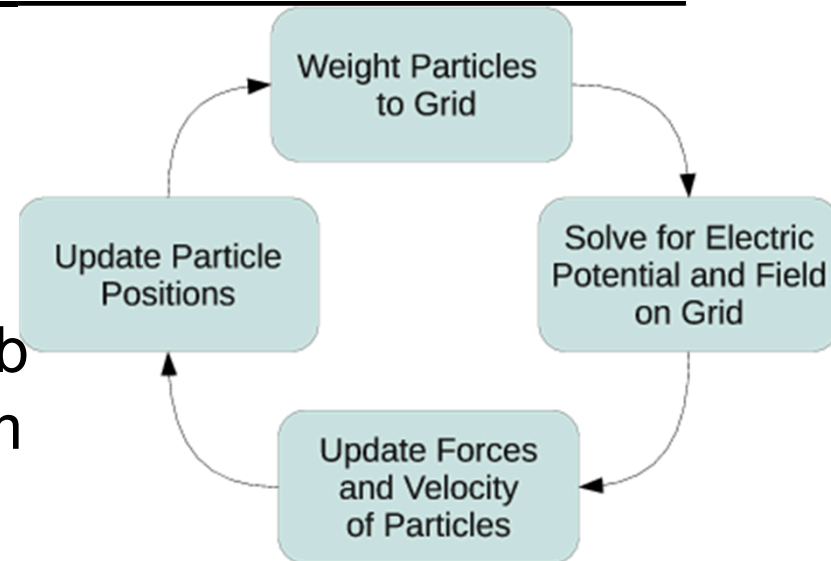 Weight Particles
to Grid
Solve for Electric
Potential and Field
on Grid
Update Forces
and Velocity
of Particles
Update Particle
Positions
b